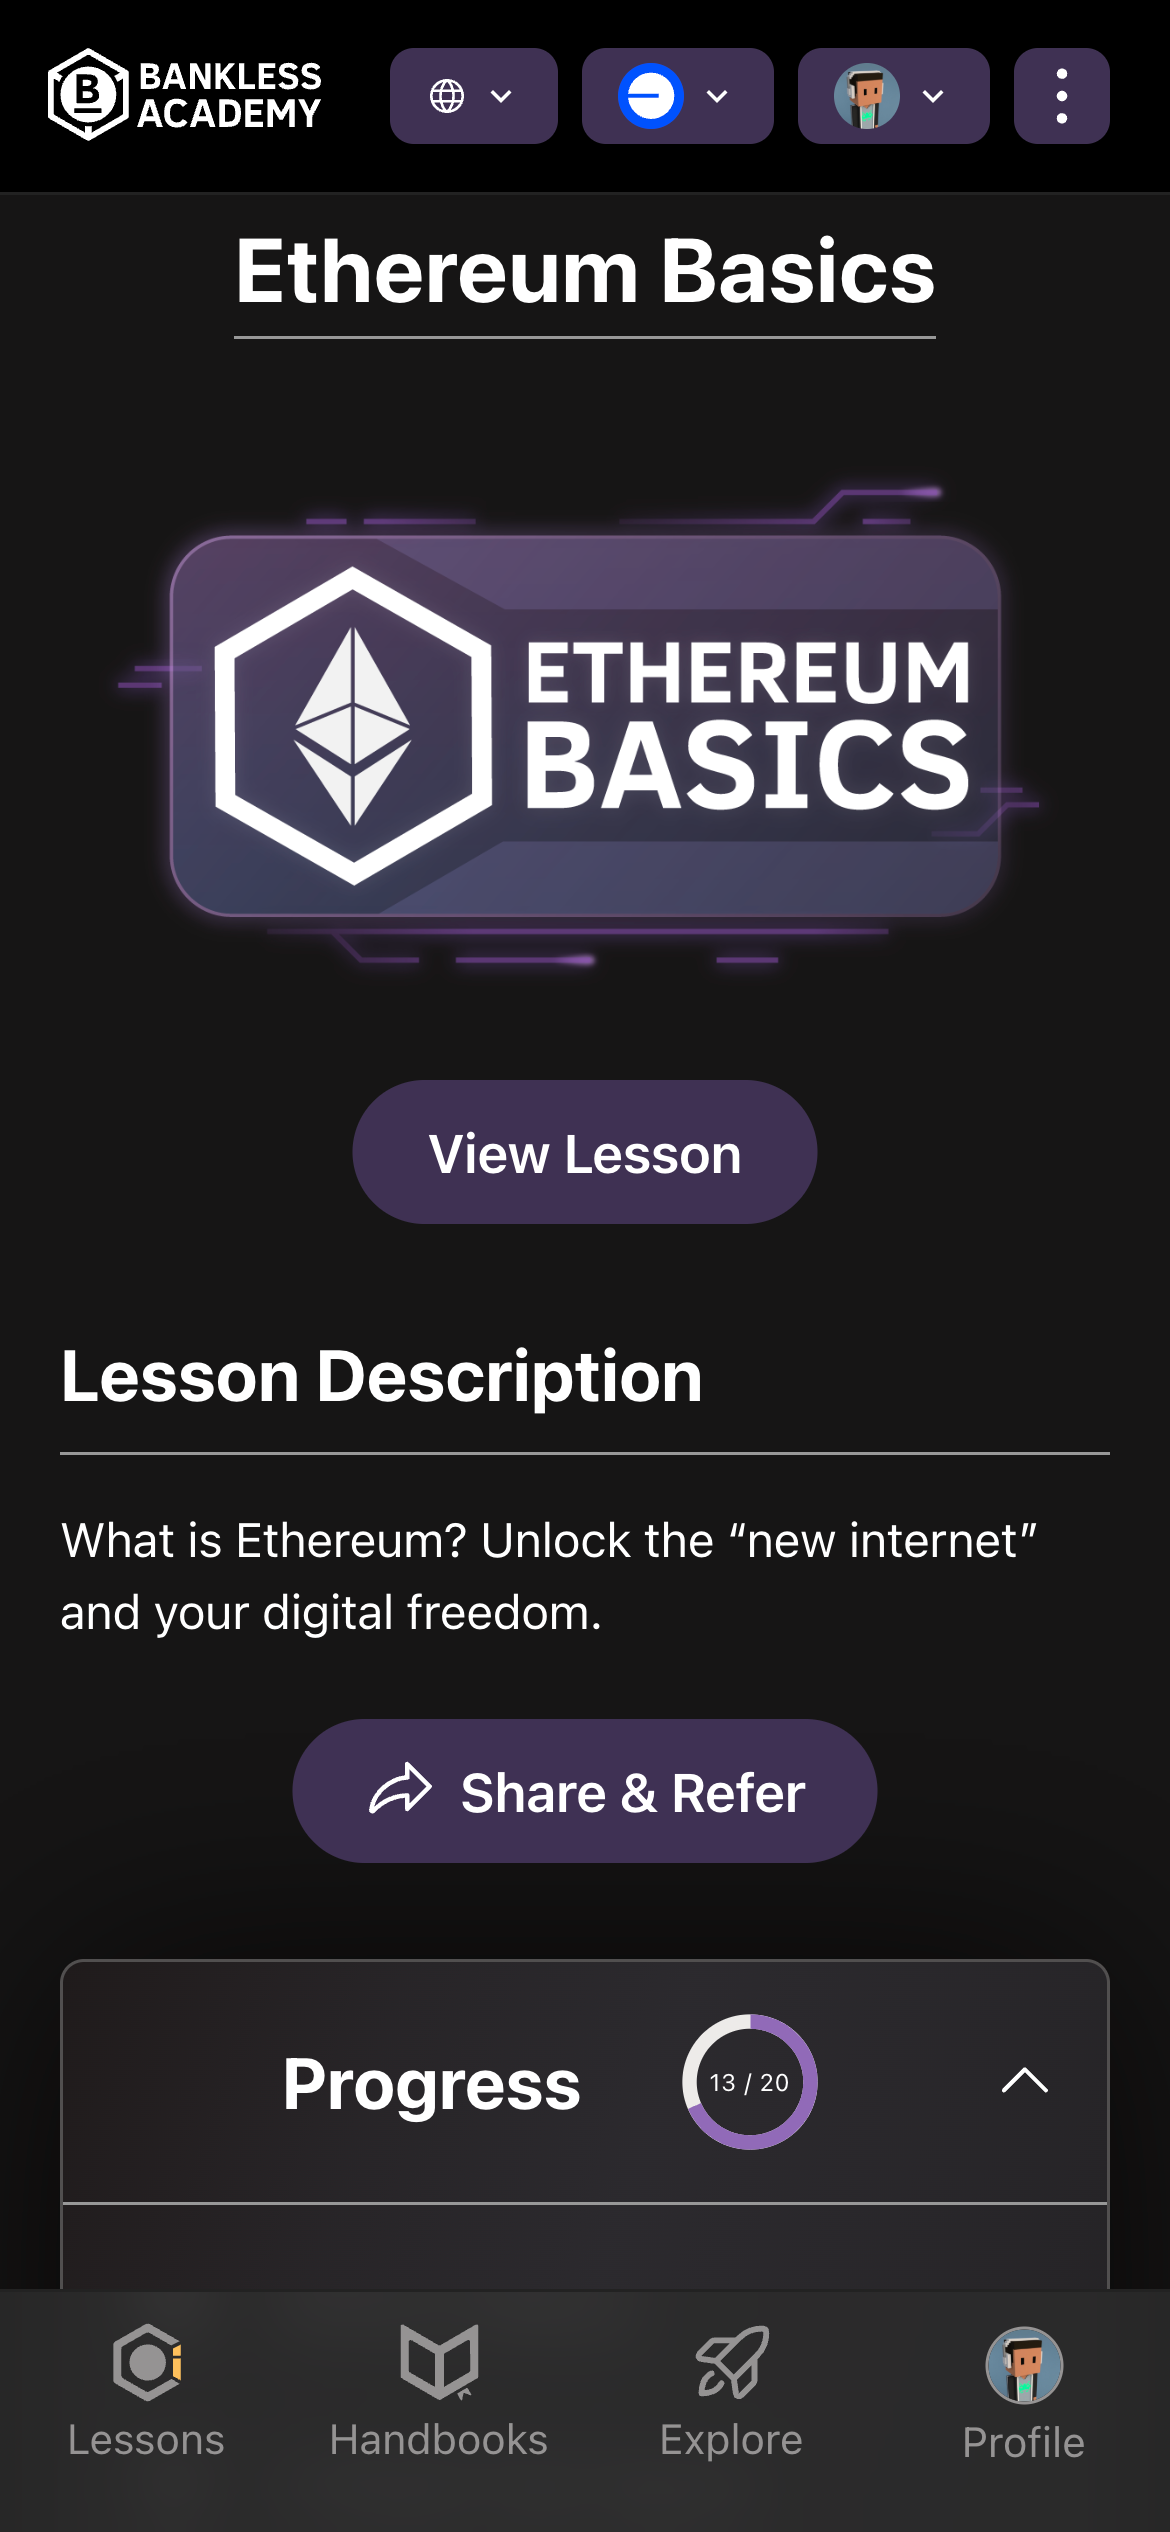 BANKLESS
ACADEMY
Ethereum Basics
ETHEREUM
BASICS
View Lesson
Lesson Description
What is Ethereum? Unlock the “new internet”
and your digital freedom.
Share & Refer
Progress
13 / 20
Lessons
Handbooks
Explore
Profile